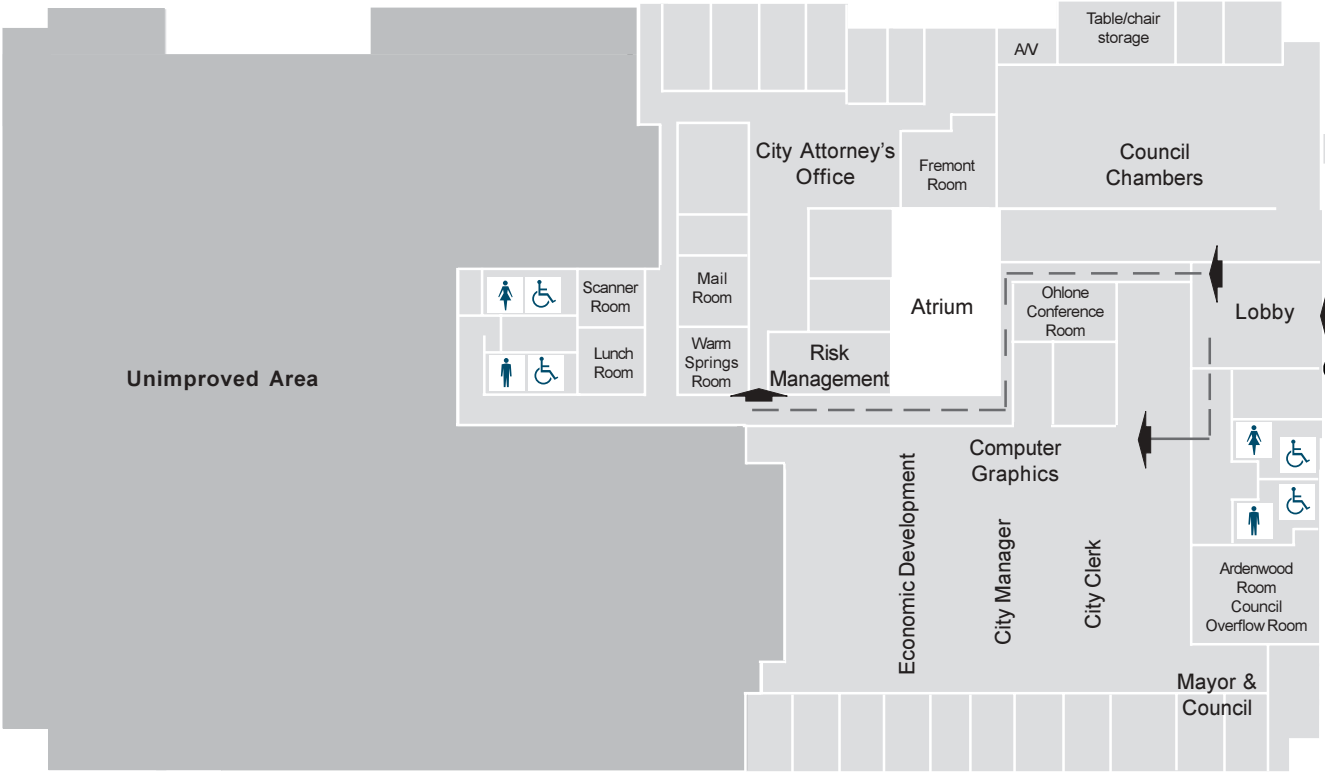 Table/chair
storage
A/V
City Attorney's
Office
Fremont
Room
Council
Chambers
Scanner
Room
Mail
Room
Atrium
Ohlone
Conference
Room
Lobby
Lunch
Room
Warm
Springs
Room
Risk
Management
Unimproved Area
Computer
Graphics
Economic Development
City Manager
City Clerk
Ardenwood
Room
Council
Overflow Room
Mayor &
Council